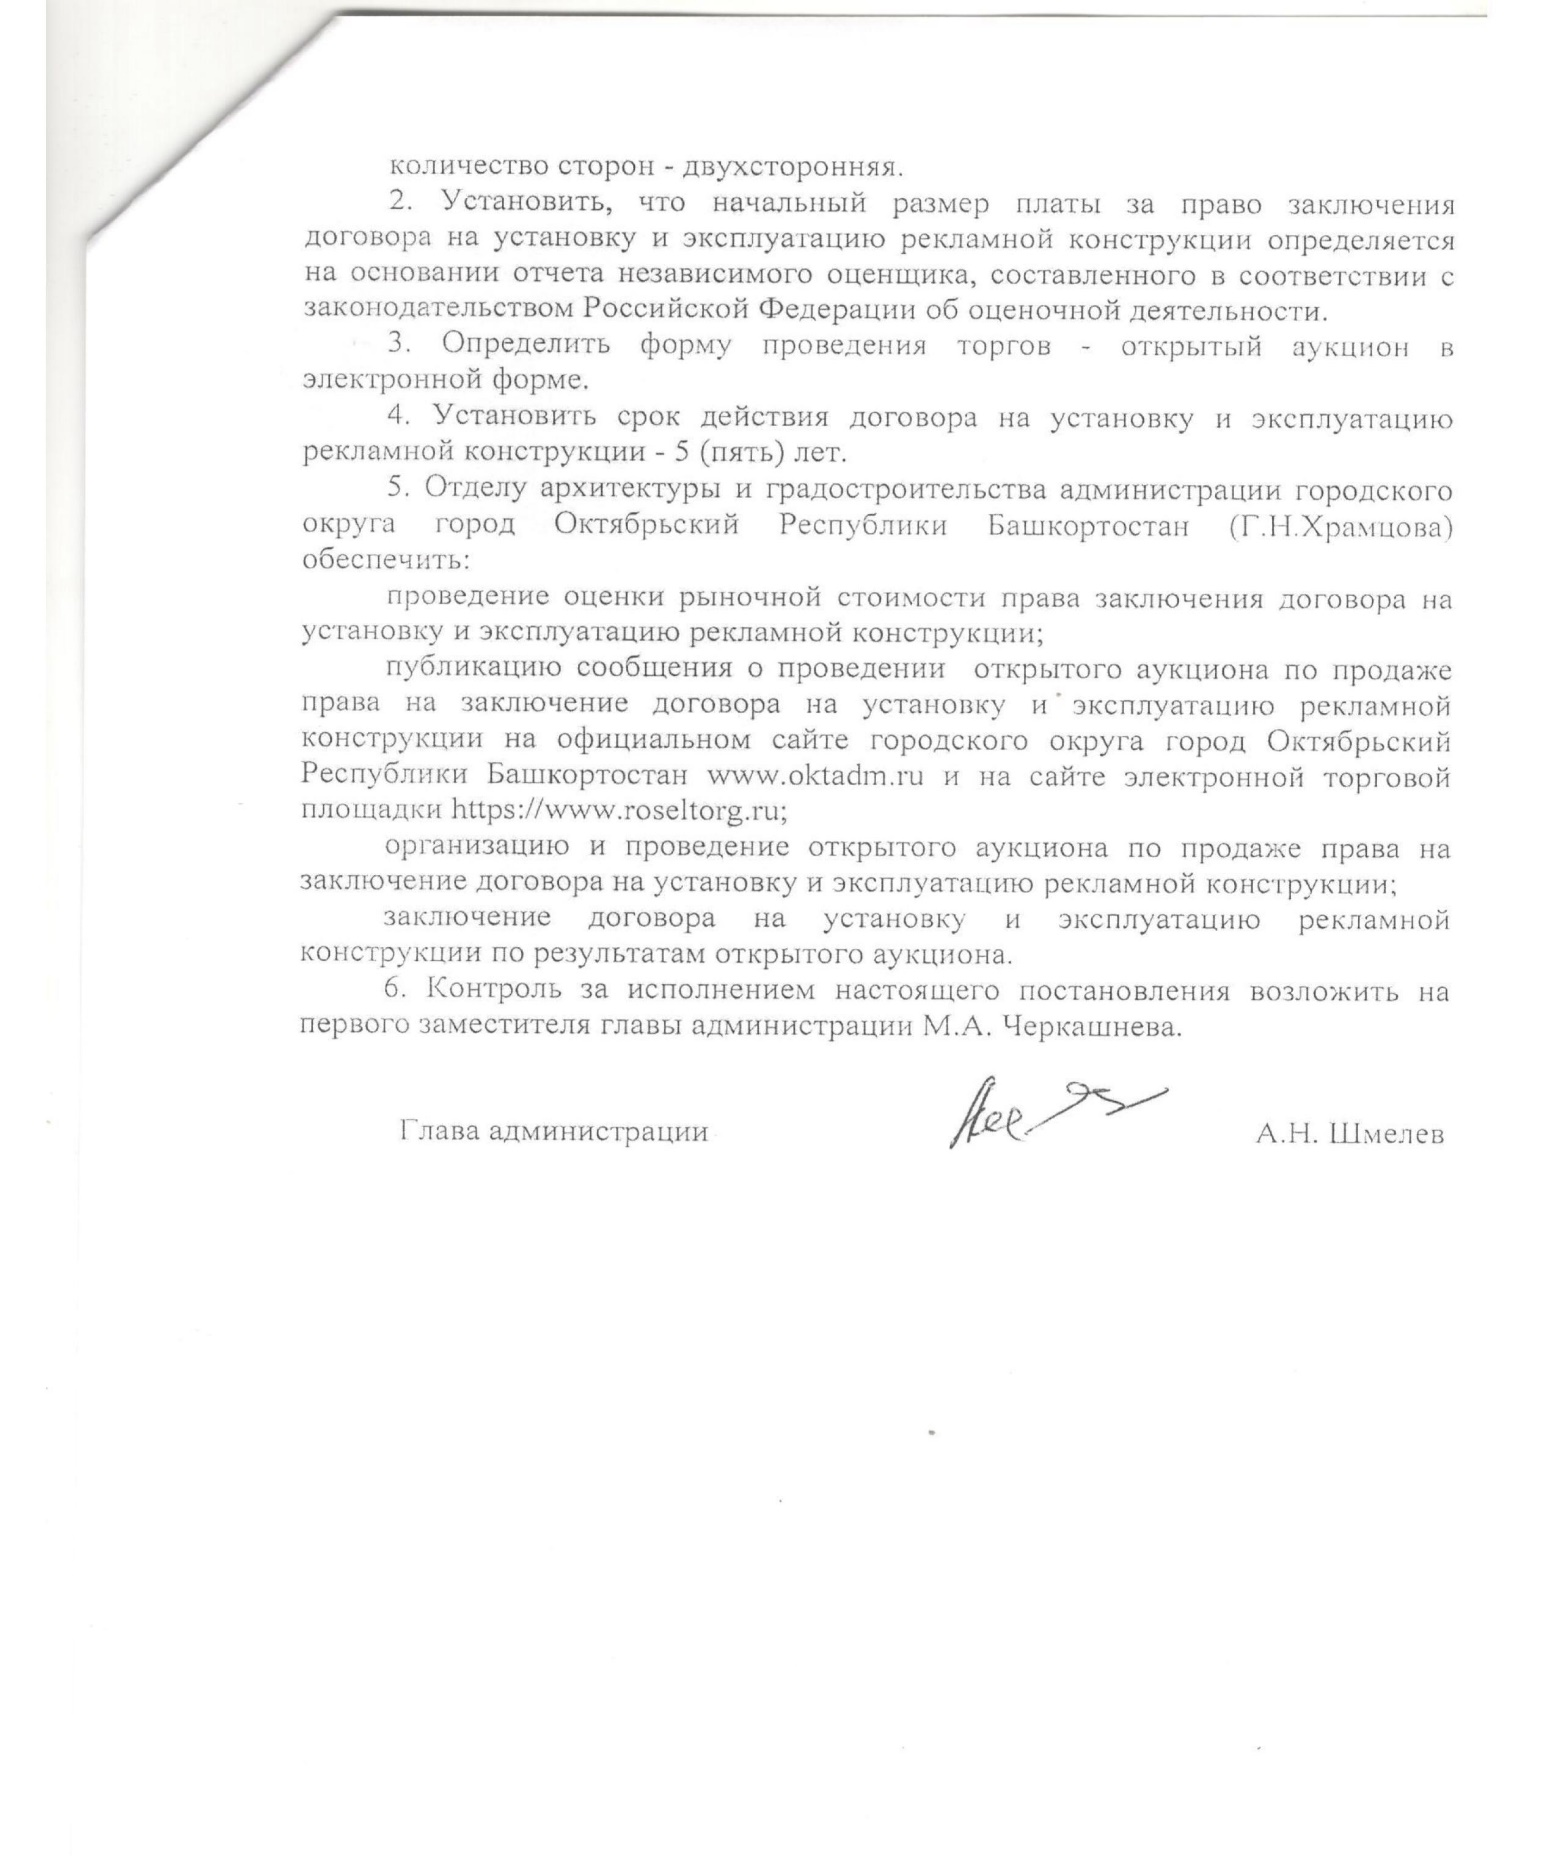 количество сторон - двухсторонняя.
2. Установить, что начальный размер платы за право заключения
договора на установку и эксплуатацию рекламной конструкции определяется
на основании отчета независимого оценщика, составленного в соответствии с
законодательством Российской Федерации об оценочной деятельности.
3. Определить форму проведения торгов - открытый аукцион в
электронной форме.
4. Установить срок действия договора на установку и эксплуатацию
рекламной конструкции - 5 (пять) лет.
5. Отделу архитектуры и градостроительства администрации городского
округа город Октябрьский Республики Башкортостан (Г.Н.Храмцова)
обеспечить:
проведение оценки рыночной стоимости права заключения договора на
установку и эксплуатацию рекламной конструкции;
публикацию сообщения о проведении открытого аукциона по продаже
права на заключение договора на установку и эксплуатацию рекламной
конструкции на официальном сайте городского округа город Октябрьский
Республики Башкортостан www.oktadm.ru и на сайте электронной торговой
площадки https://www.roseltorg.ru;
организацию и проведение открытого аукциона по продаже права на
заключение договора на установку и эксплуатацию рекламной конструкции;
заключение договора на установку и эксплуатацию рекламной
конструкции по результатам открытого аукциона.
6. Контроль за исполнением настоящего постановления возложить на
первого заместителя главы администрации М.А. Черкашнева.
Глава администрации А.Н. Шмелев